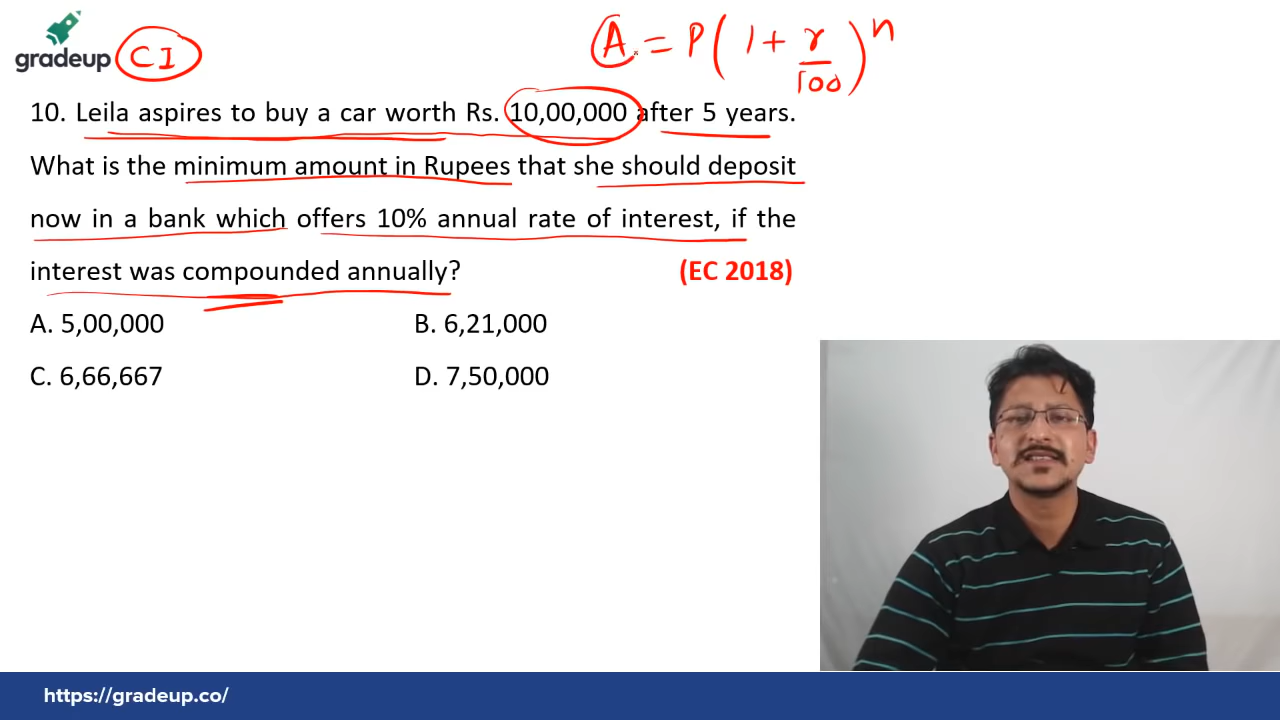 gradeup
CI
A = P(1 + r/100)^n
10. Leila aspires to buy a car worth Rs. 10,00,000 after 5 years.
What is the minimum amount in Rupees that she should deposit
now in a bank which offers 10% annual rate of interest, if the
interest was compounded annually?
(EC 2018)
A. 5,00,000
B. 6,21,000
C. 6,66,667
D. 7,50,000
https://gradeup.co/